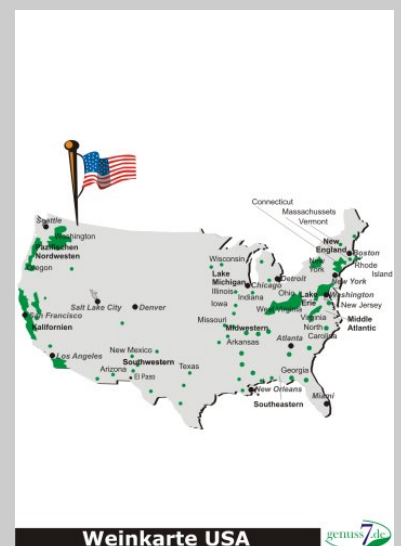 Connecticut
Massachussets
Vermont
Seattle
Washington
Pazifischen
Nordwesten
Oregon
New
England
Boston
Rhode
Island
New
York
New York
Wisconsin
Lake
Michigan
Chicago
Detroit
Illinois
Indiana
Ohio
Lake
Erie
Washington
New Jersey
Iowa
West Virginia
Virginia
Middle
Atlantic
Salt Lake City
Denver
San Francisco
Kalifornien
Missouri
Midwestern
North
Carolina
Arkansas
Atlanta
Los Angeles
New Mexico
Southwestern
Arizona
Texas
El Paso
Georgia
New Orleans
Miami
Southeastern
Weinkarte USA
genuss7.de